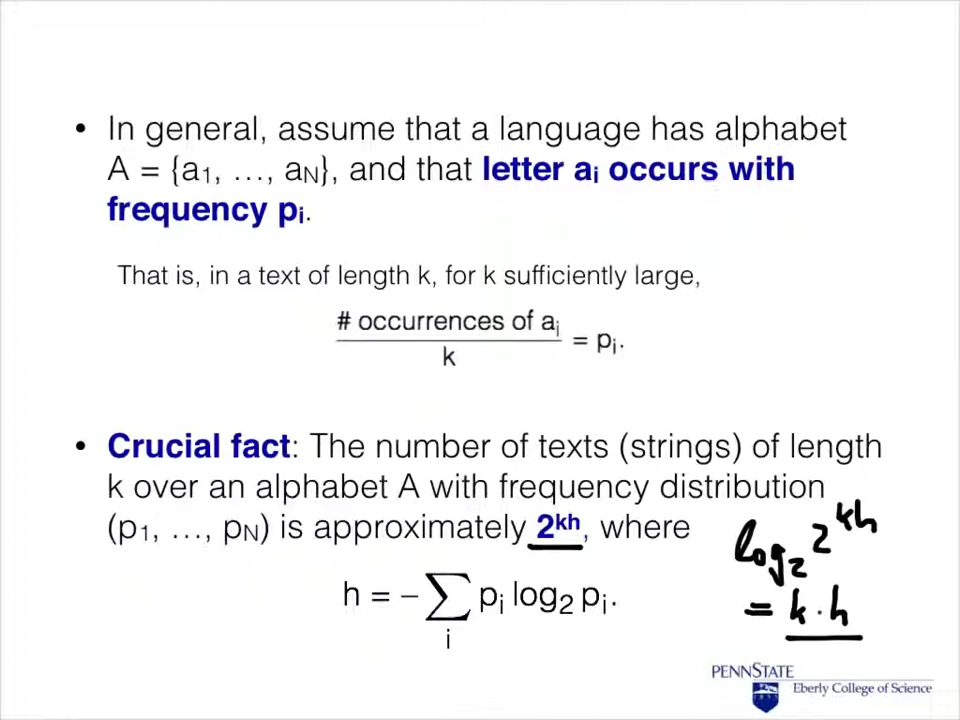 • In general, assume that a language has alphabet
A = {a₁, …, a_N}, and that letter aᵢ occurs with
frequency pᵢ.
That is, in a text of length k, for k sufficiently large,
# occurrences of aᵢ
k
= pᵢ.
• Crucial fact: The number of texts (strings) of length
k over an alphabet A with frequency distribution
(p₁, …, p_N) is approximately 2ᵏʰ, where
h = − ∑ pᵢ log₂ pᵢ.
i
log₂ 2ᵏʰ
= k · h
PENNSTATE
Eberly College of Science